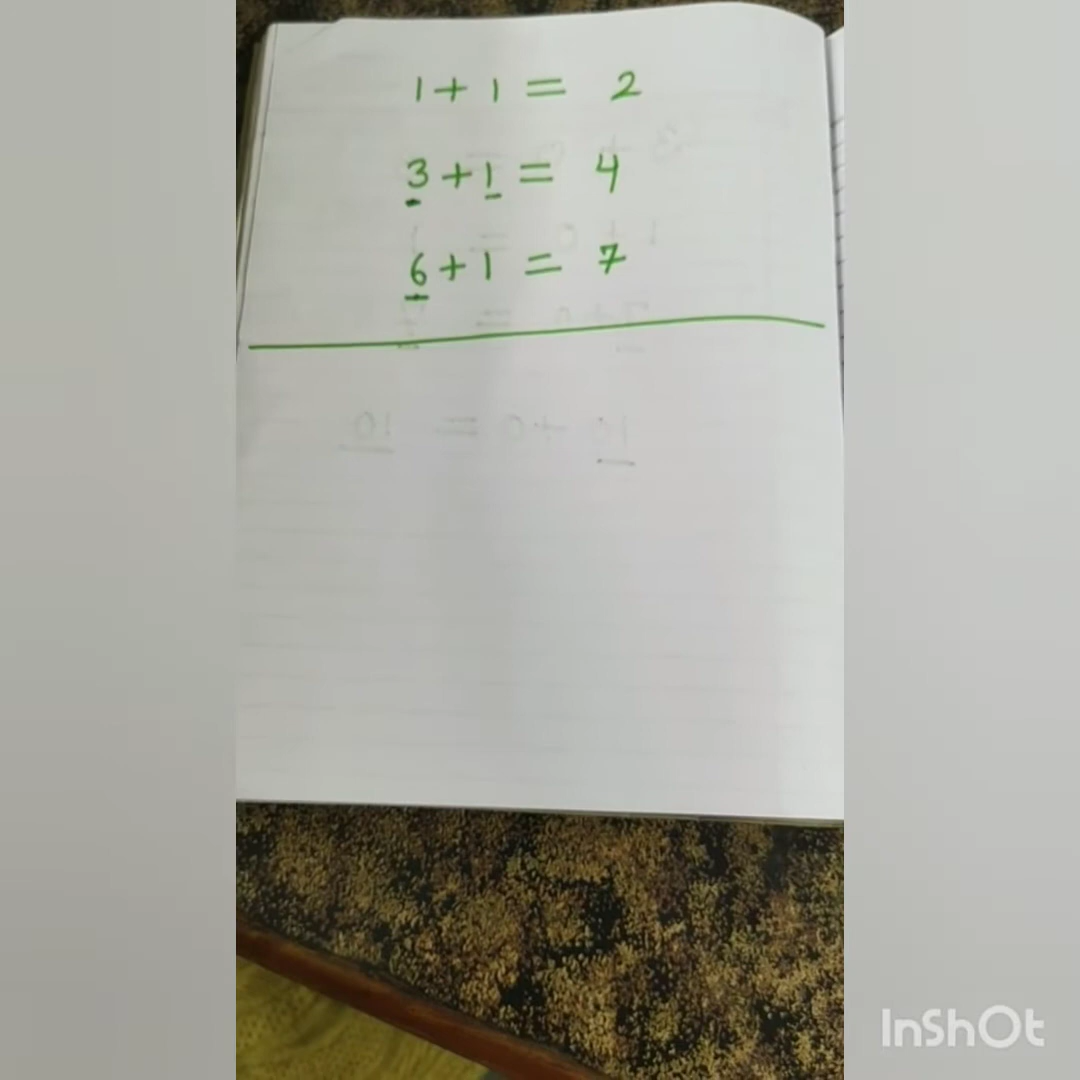 1 + 1 = 2
3 + 1 = 4
6 + 1 = 7
InShOt